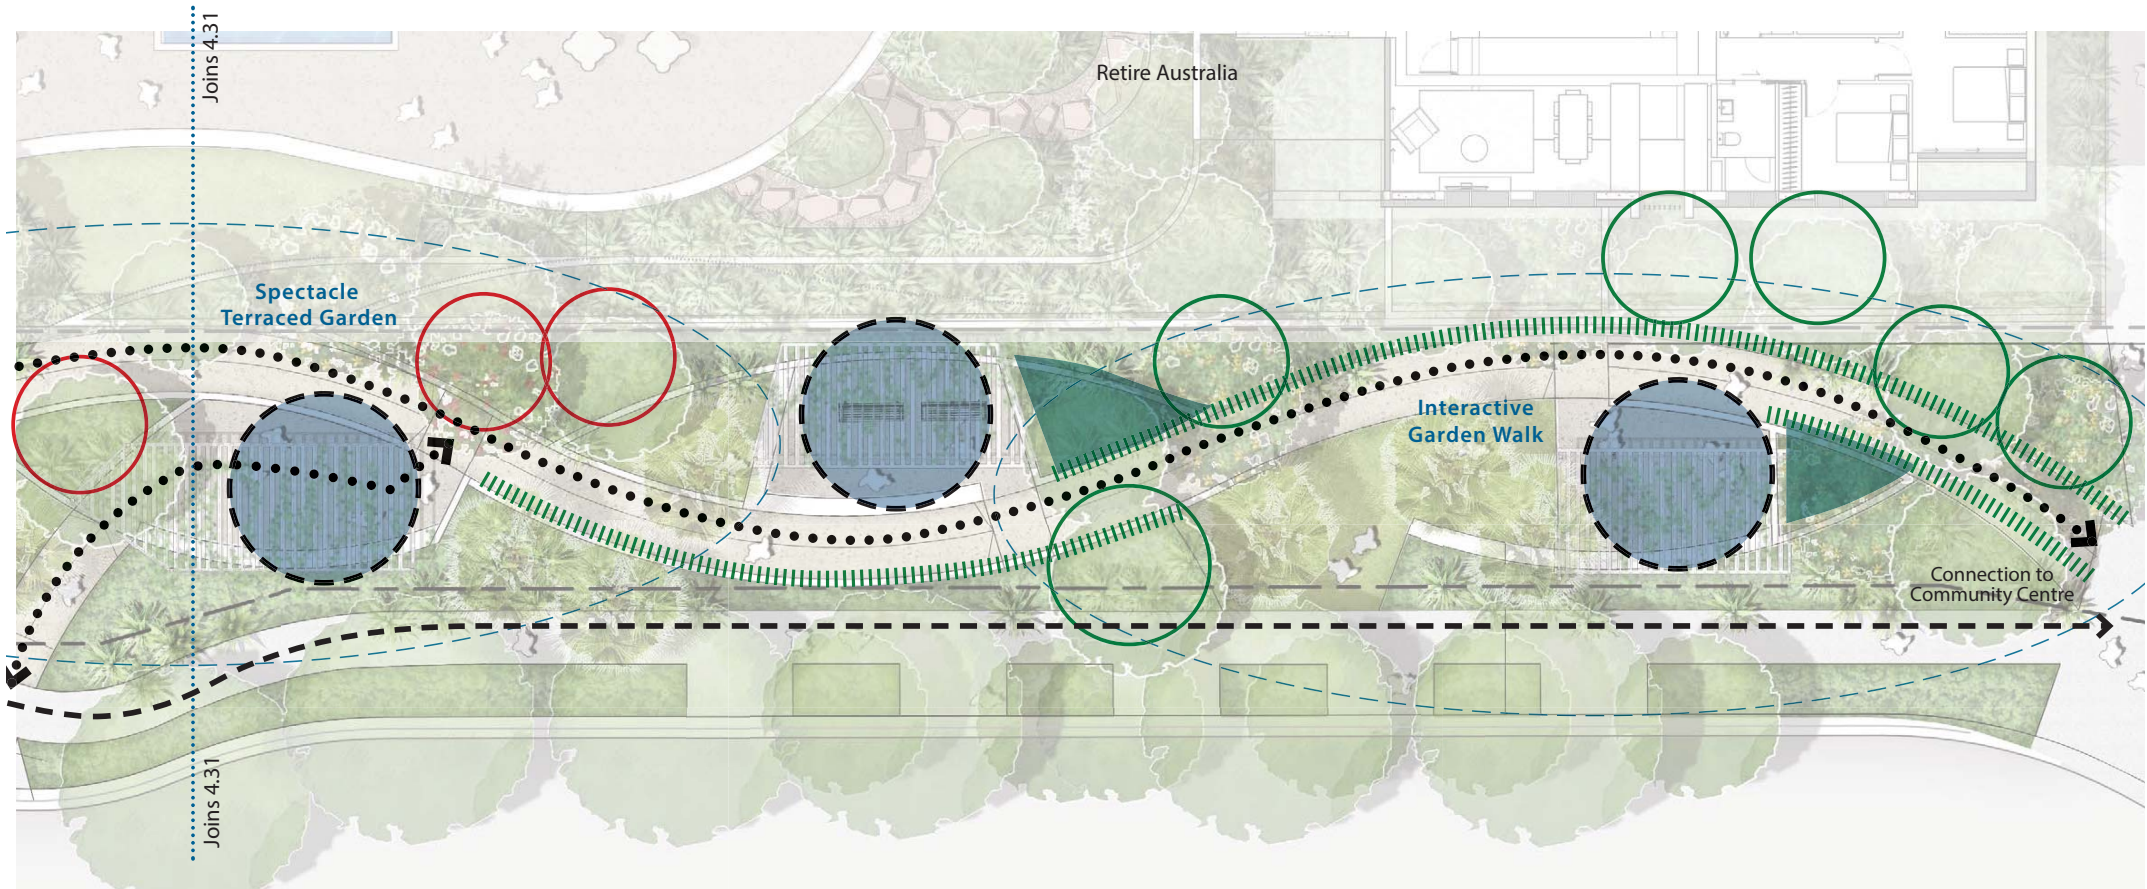 Joins 4.31
Retire Australia
Spectacle
Terraced Garden
Interactive
Garden Walk
Connection to
Community Centre
Joins 4.31